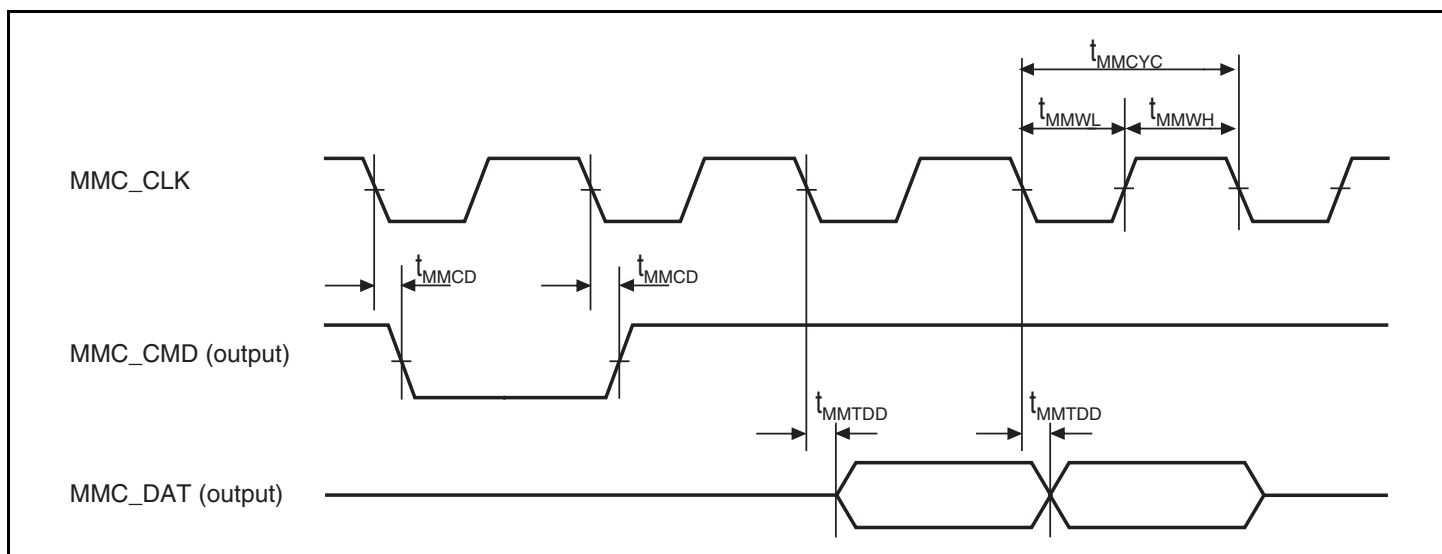 tMMCYC
tMMWL tMMWH
MMC_CLK
tMMCD tMMCD
MMC_CMD (output)
tMMTDD tMMTDD
MMC_DAT (output)